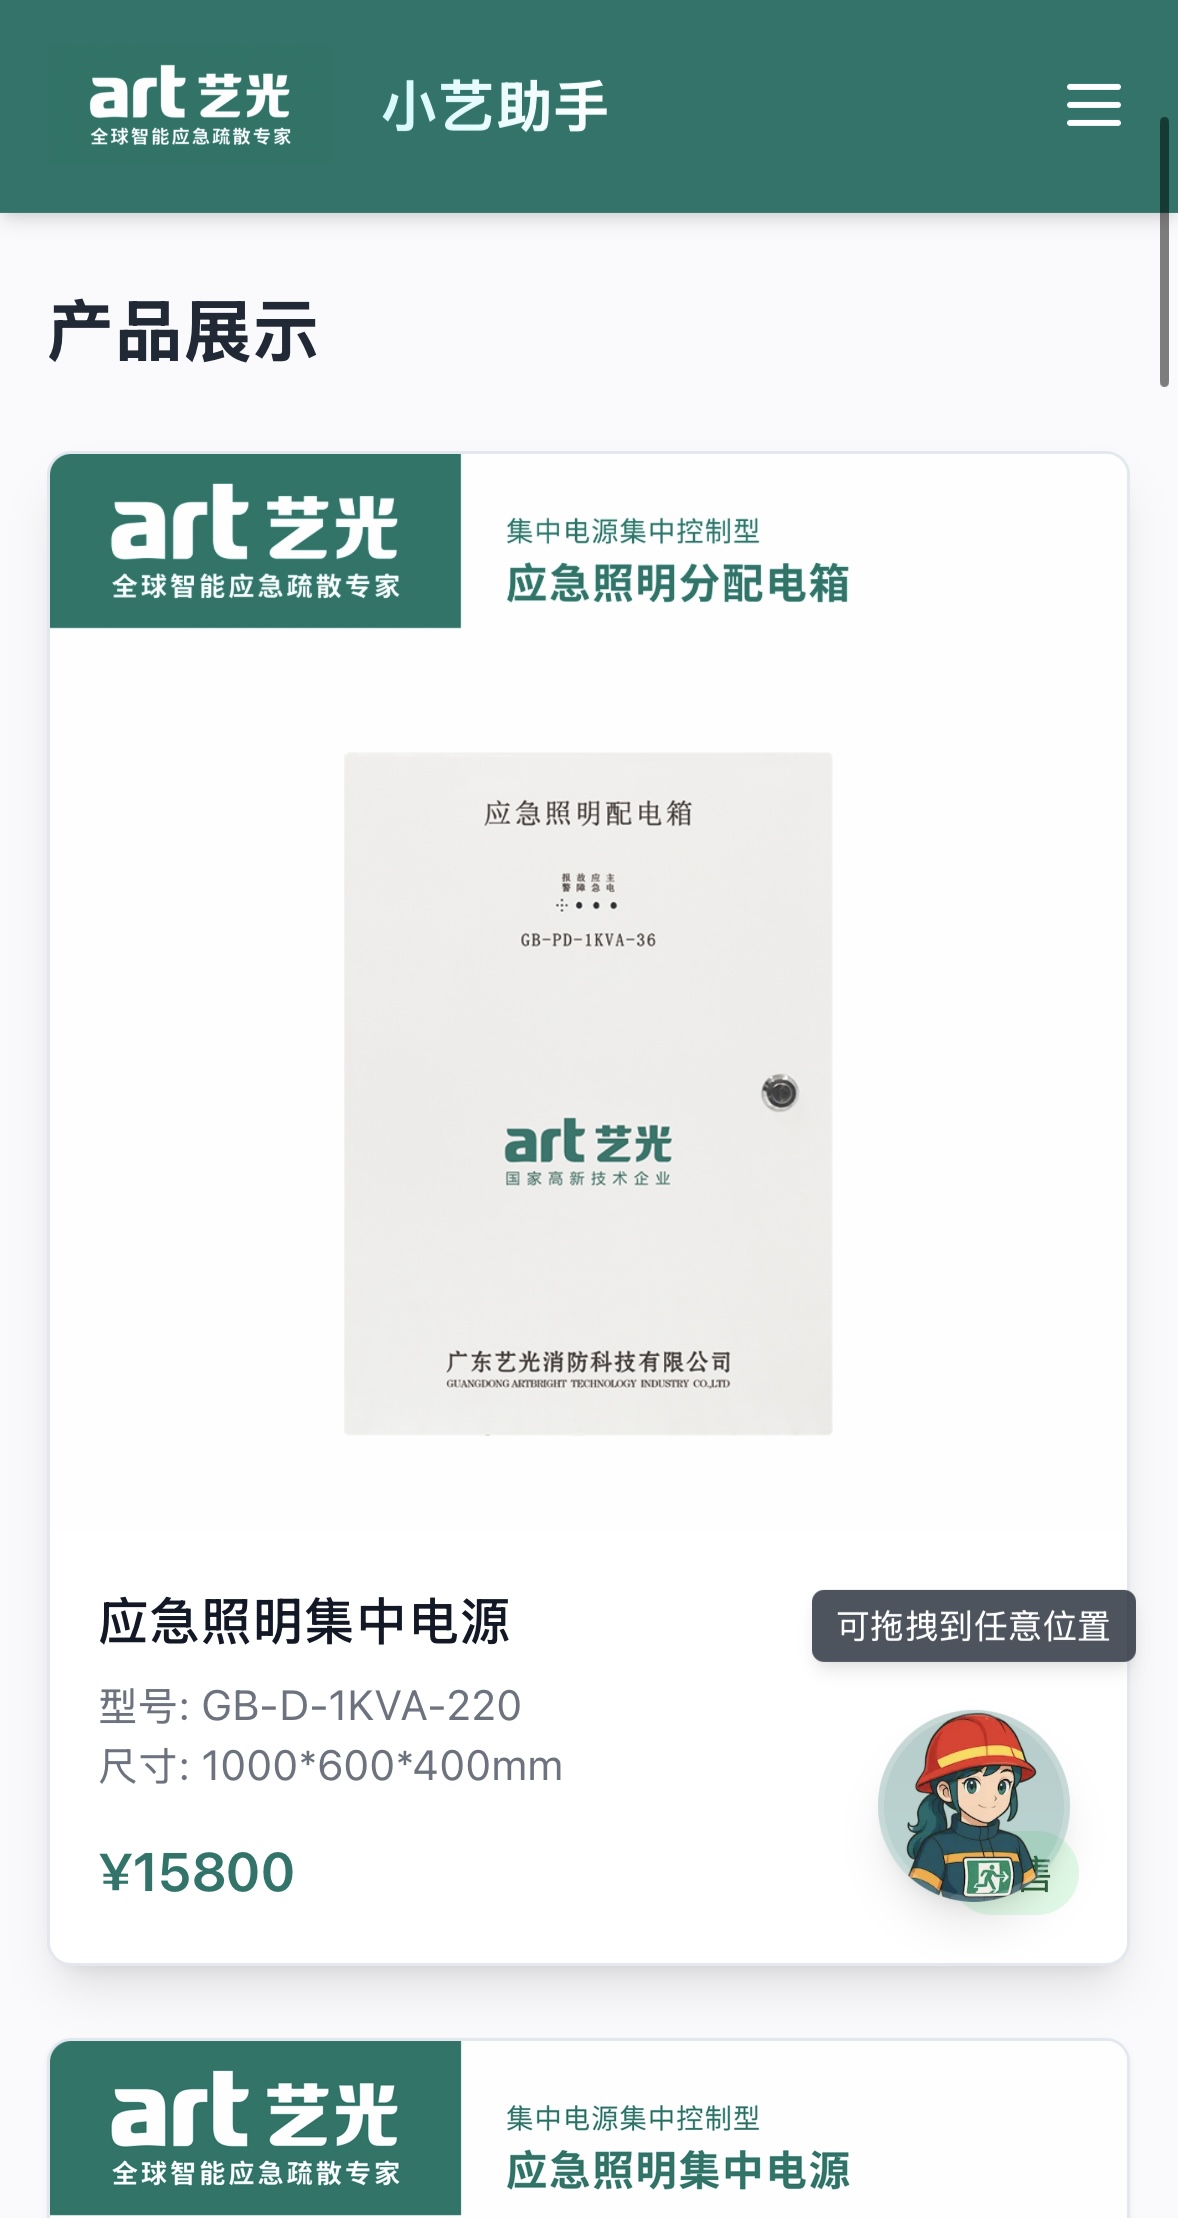 art 艺光
全球智能应急疏散专家
小艺助手
产品展示
art 艺光
全球智能应急疏散专家
集中电源集中控制型
应急照明分配电箱
应急照明配电箱
报警 故障 应急 主电
GB-PD-1KVA-36
art 艺光
国家高新技术企业
广东艺光消防科技有限公司
GUANGDONG ARTBRIGHT TECHNOLOGY INDUSTRY CO.,LTD
应急照明集中电源
可拖拽到任意位置
型号: GB-D-1KVA-220
尺寸: 1000*600*400mm
¥15800
售
art 艺光
全球智能应急疏散专家
集中电源集中控制型
应急照明集中电源